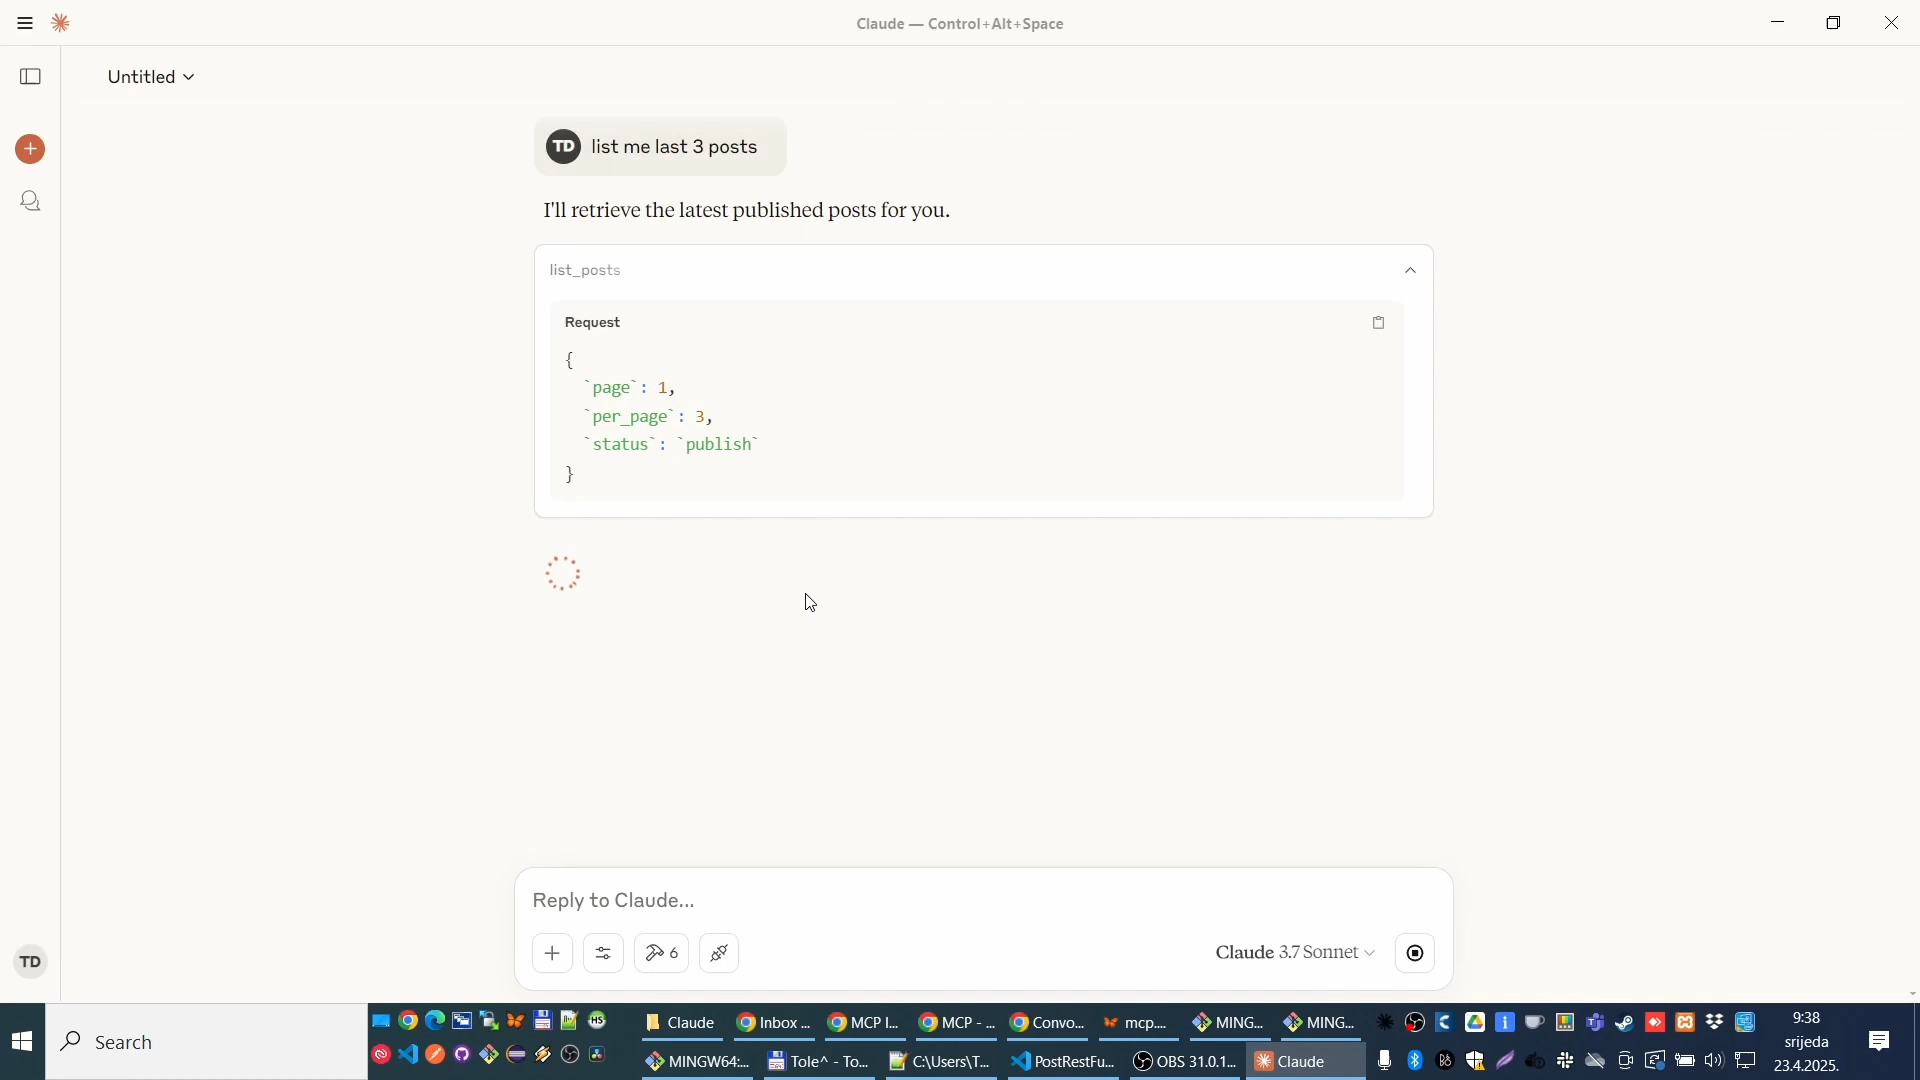 Claude — Control+Alt+Space
Untitled
TD list me last 3 posts
I'll retrieve the latest published posts for you.
list_posts
Request
{
`page`: 1,
`per_page`: 3,
`status`: `publish`
}
Reply to Claude...
6
Claude 3.7 Sonnet
TD
Search
Claude
Inbox ...
MCP I...
MCP - ...
Convo...
mcp....
MING...
MING...
MINGW64:...
Tole^ - To...
C:\Users\T...
PostRestFu...
OBS 31.0.1...
Claude
9:38
srijeda
23.4.2025.